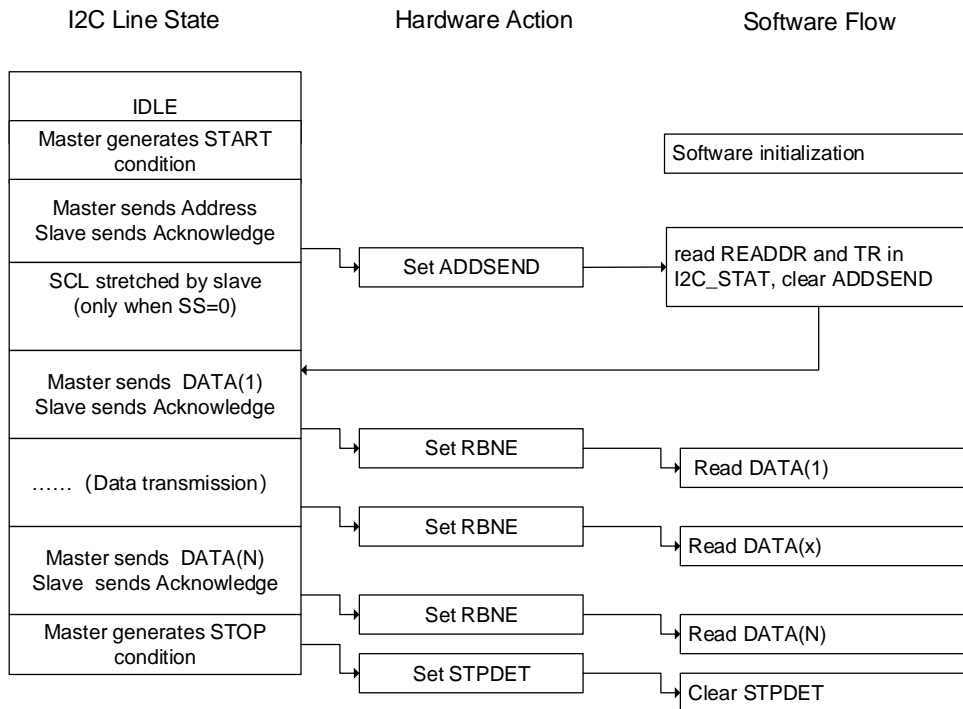 I2C Line State
Hardware Action
Software Flow
IDLE
Master generates START
condition
Software initialization
Master sends Address
Slave sends Acknowledge
Set ADDSEND
read READDR and TR in
I2C_STAT, clear ADDSEND
SCL stretched by slave
(only when SS=0)
Master sends DATA(1)
Slave sends Acknowledge
Set RBNE
Read DATA(1)
…… (Data transmission)
Set RBNE
Read DATA(x)
Master sends DATA(N)
Slave sends Acknowledge
Set RBNE
Read DATA(N)
Master generates STOP
condition
Set STPDET
Clear STPDET